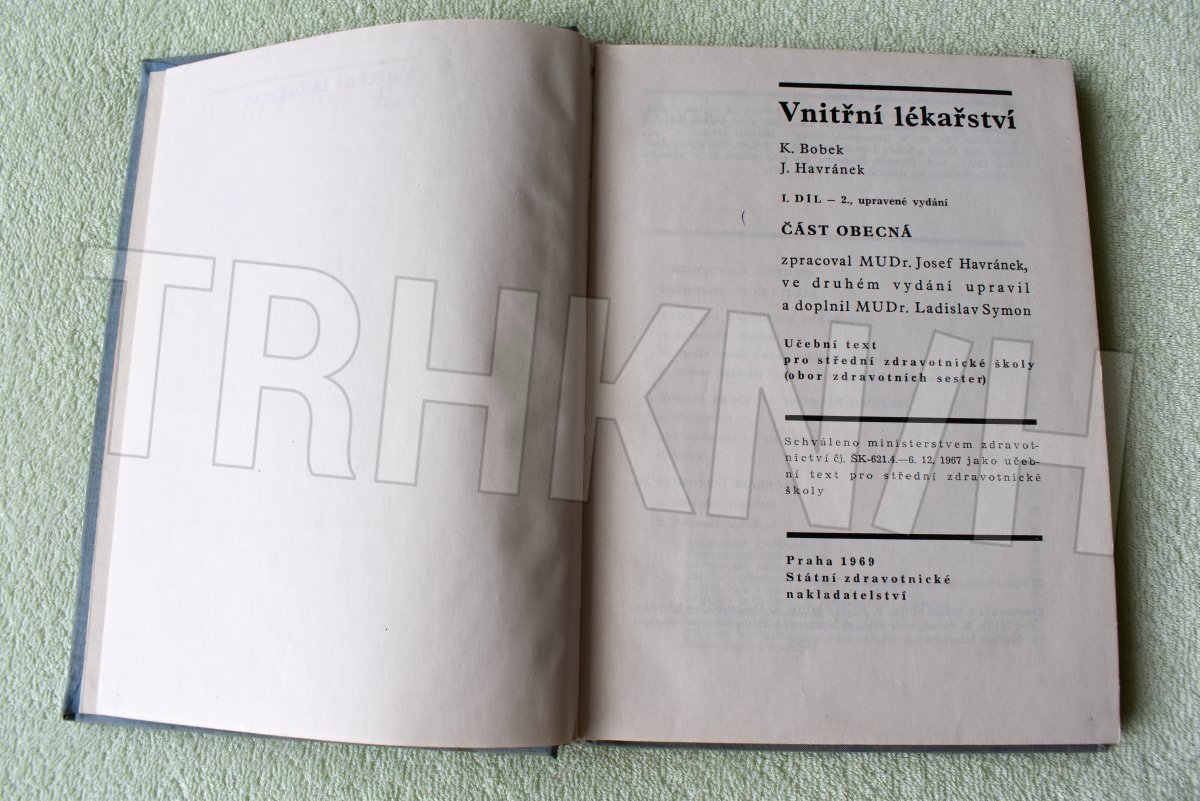 Vnitřní lékařství
K. Bobek
J. Havránek
I. DÍL — 2., upravené vydání
ČÁST OBECNÁ
zpracoval MUDr. Josef Havránek,
ve druhém vydání upravil
a doplnil MUDr. Ladislav Symon
Učební text
pro střední zdravotnické školy
(obor zdravotních sester)
Schváleno ministerstvem zdravot-
nictví čj. ŠK-621.4.—6. 12. 1967 jako učeb-
ní text pro střední zdravotnické
školy
Praha 1969
Státní zdravotnické
nakladatelství
TRHKNIH